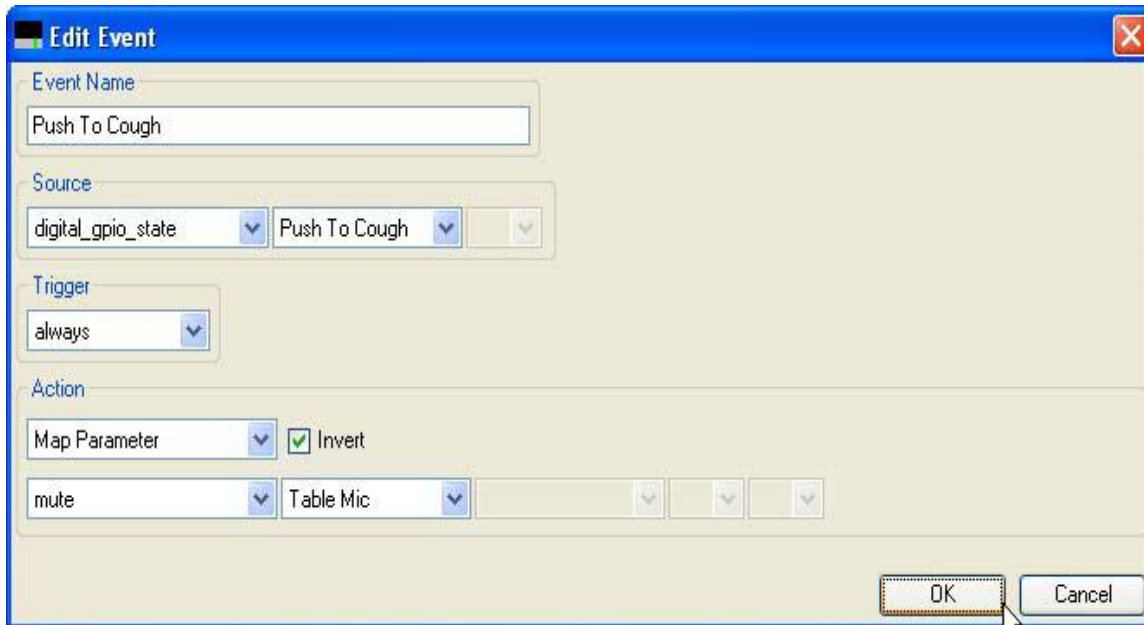 Edit Event
Event Name
Push To Cough
Source
digital_gpio_state Push To Cough
Trigger
always
Action
Map Parameter Invert
mute Table Mic
OK Cancel